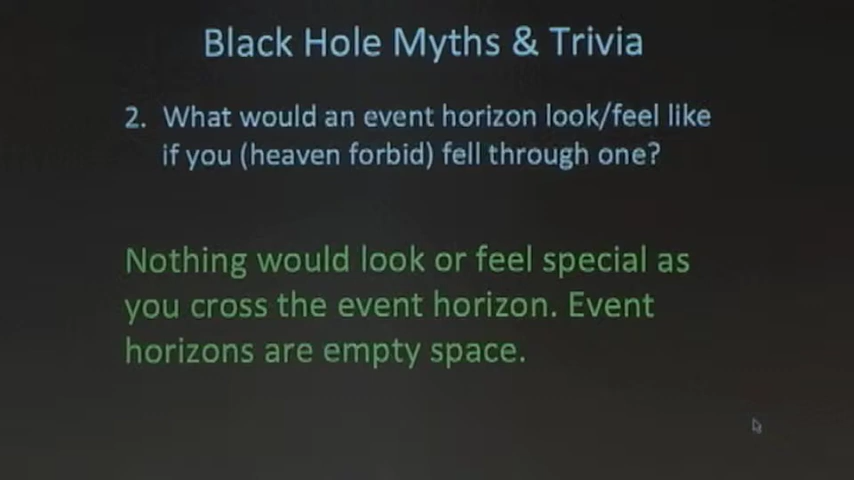 Black Hole Myths & Trivia
2. What would an event horizon look/feel like
if you (heaven forbid) fell through one?
Nothing would look or feel special as
you cross the event horizon. Event
horizons are empty space.